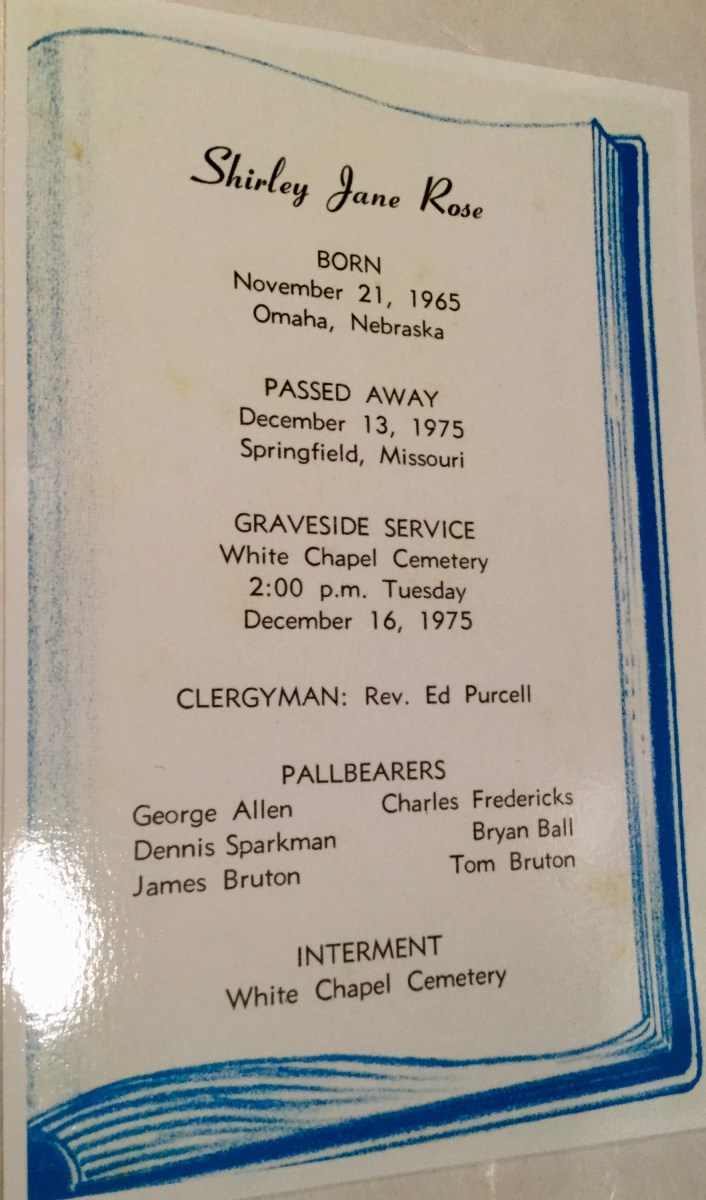 Shirley Jane Rose
BORN
November 21, 1965
Omaha, Nebraska
PASSED AWAY
December 13, 1975
Springfield, Missouri
GRAVESIDE SERVICE
White Chapel Cemetery
2:00 p.m. Tuesday
December 16, 1975
CLERGYMAN: Rev. Ed Purcell
PALLBEARERS
George Allen Charles Fredericks
Dennis Sparkman Bryan Ball
James Bruton Tom Bruton
INTERMENT
White Chapel Cemetery